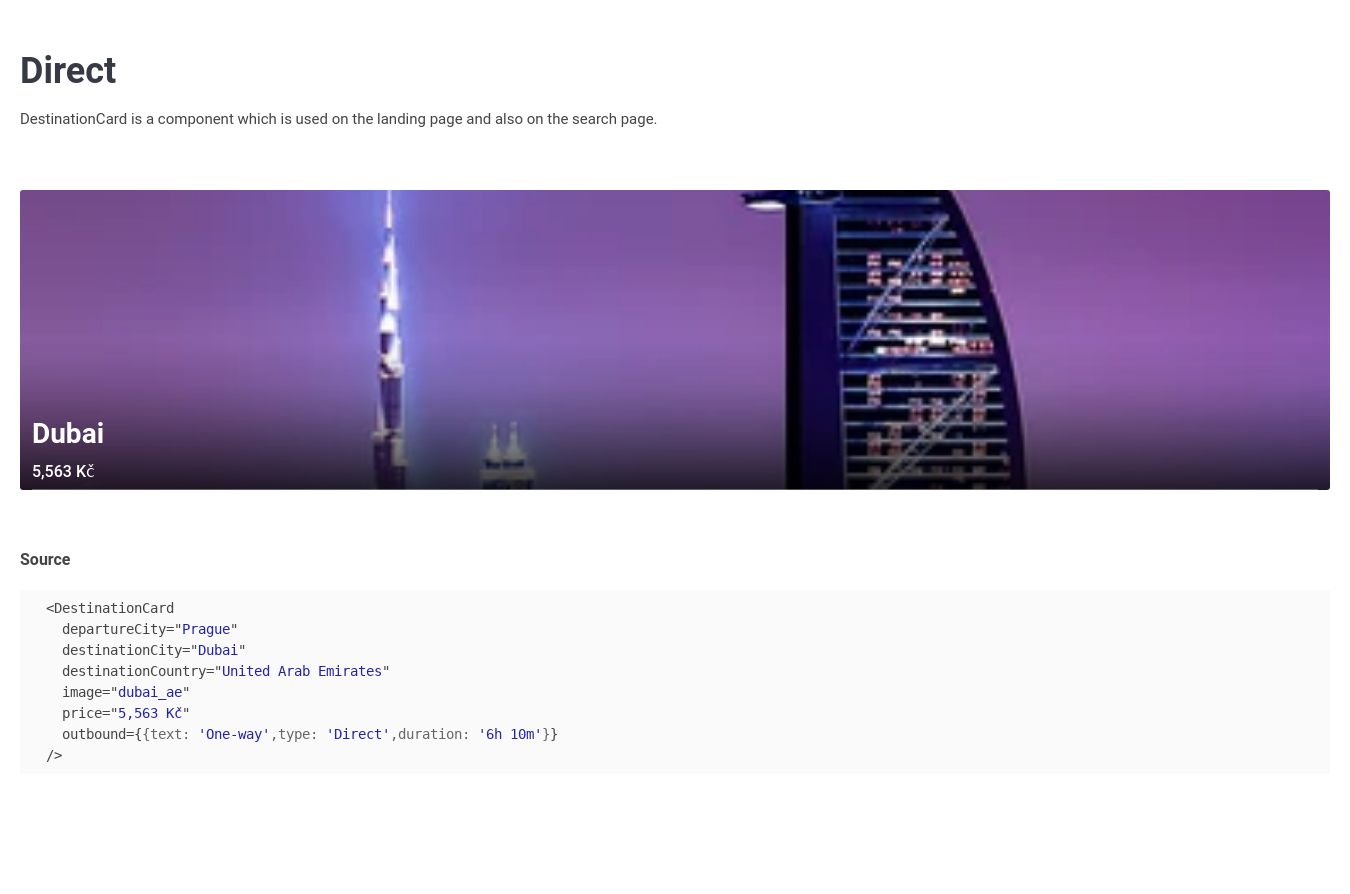 Direct
DestinationCard is a component which is used on the landing page and also on the search page.
Dubai
5,563 Kč
Source
<DestinationCard
  departureCity="Prague"
  destinationCity="Dubai"
  destinationCountry="United Arab Emirates"
  image="dubai_ae"
  price="5,563 Kč"
  outbound={{text: 'One-way',type: 'Direct',duration: '6h 10m'}}
/>